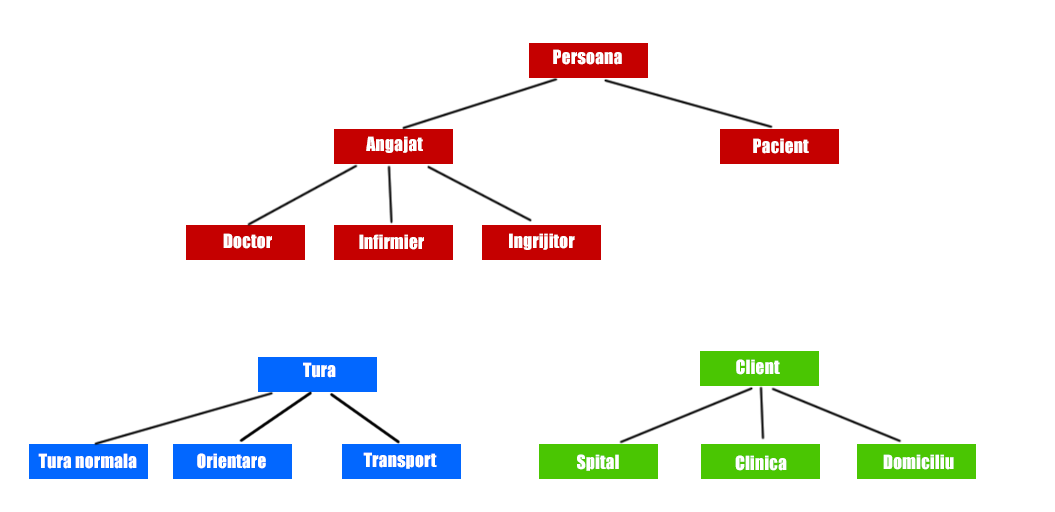 Persoana
Angajat
Pacient
Doctor
Infirmier
Ingrijitor
Tura
Client
Tura normala
Orientare
Transport
Spital
Clinica
Domiciliu